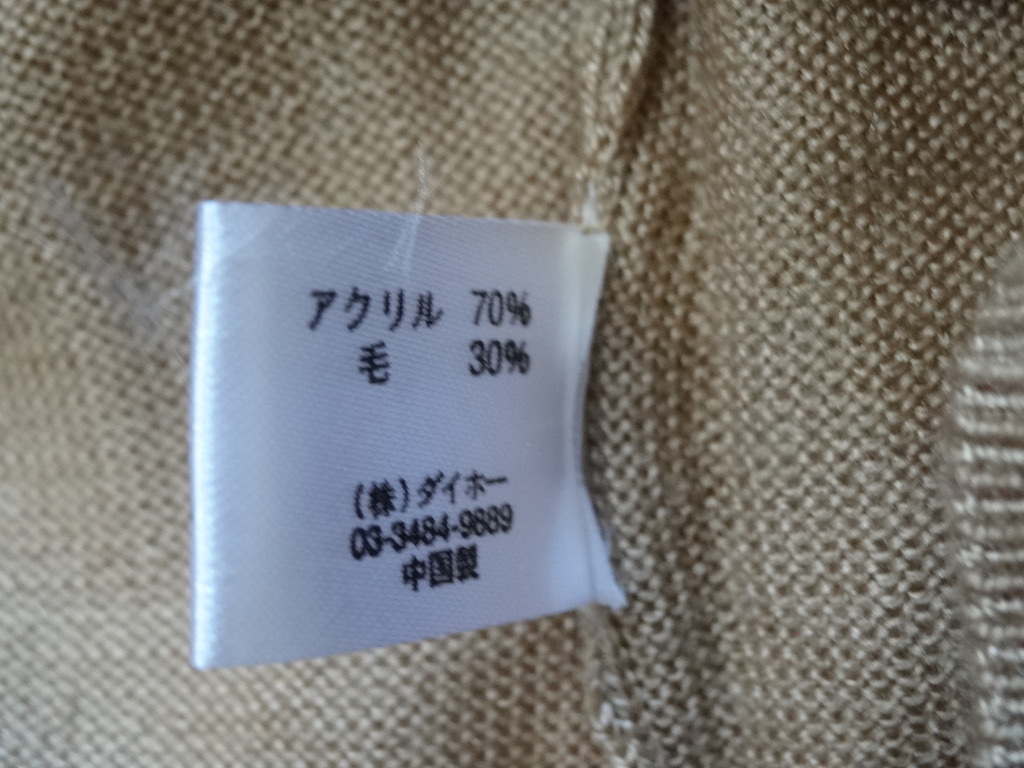 アクリル 70%
毛 30%
(株)ダイホー
03-3484-9889
中国製